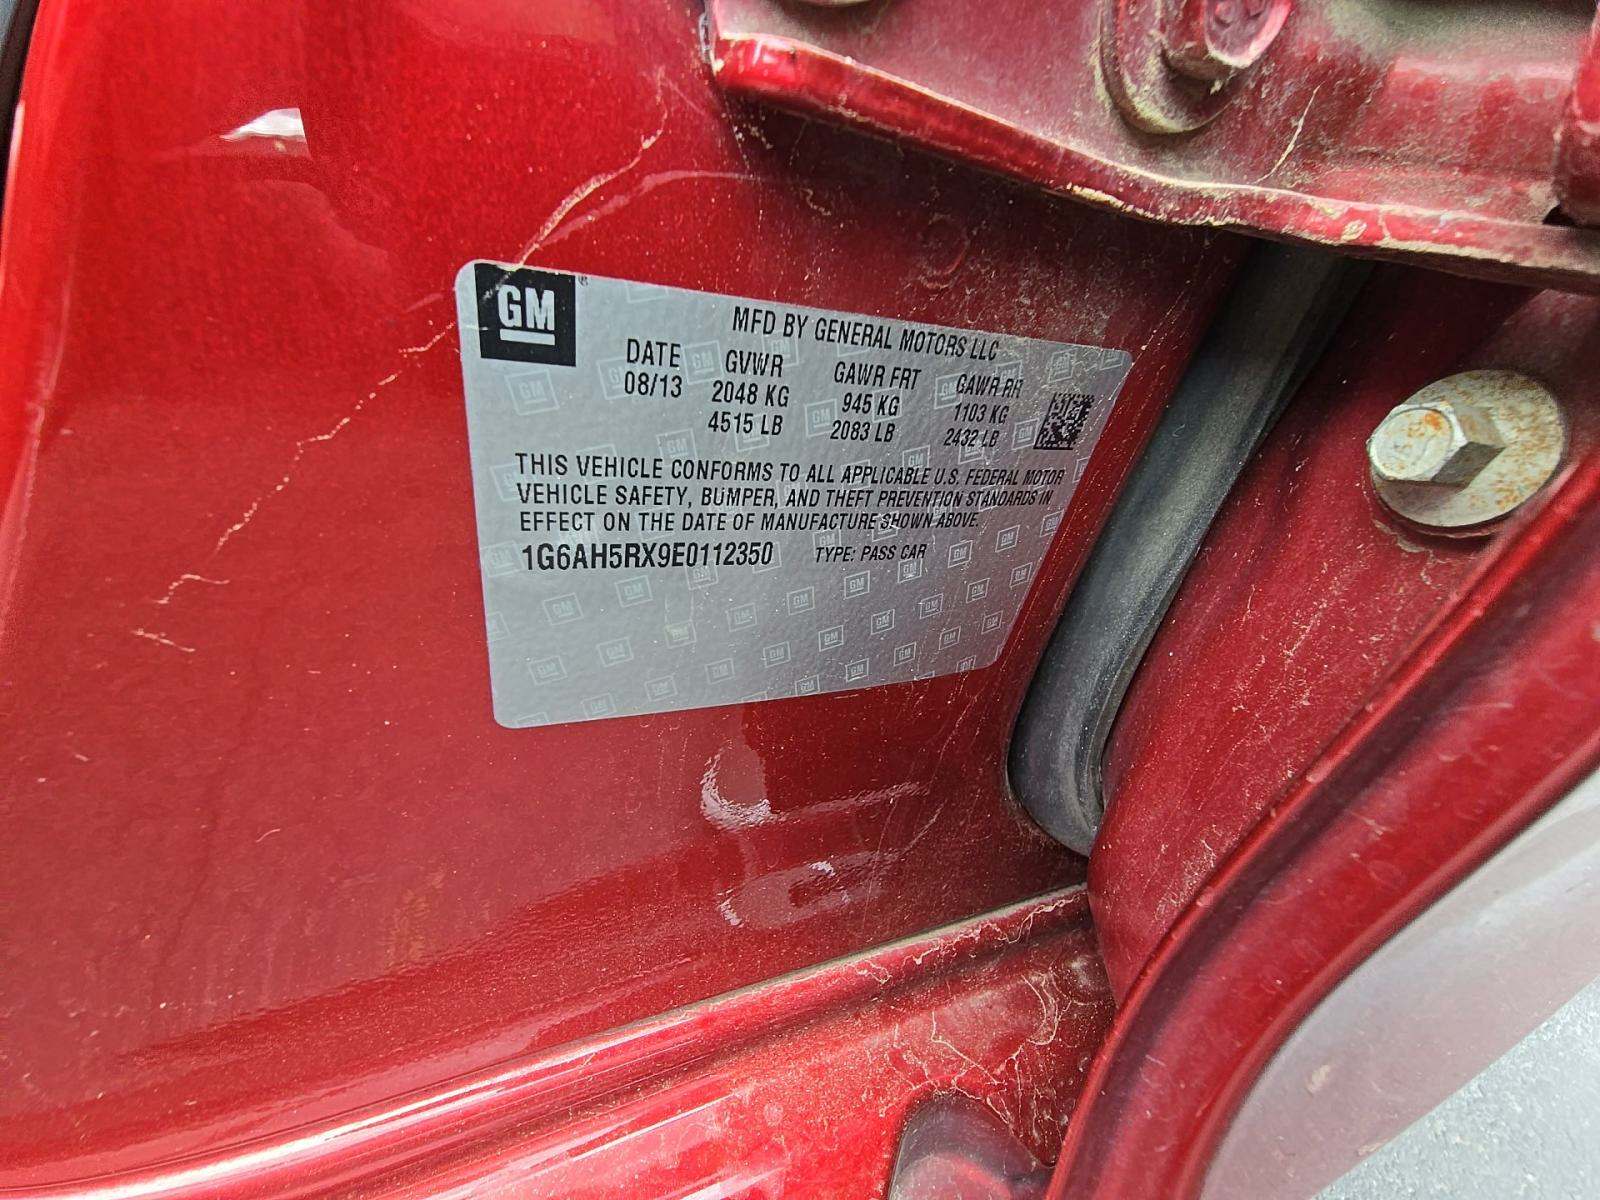 GM
MFD BY GENERAL MOTORS LLC
DATE GVWR GAWR FRT GAWR RR
08/13 2048 KG 945 KG 1103 KG
4515 LB 2083 LB 2432 LB
THIS VEHICLE CONFORMS TO ALL APPLICABLE U.S. FEDERAL MOTOR
VEHICLE SAFETY, BUMPER, AND THEFT PREVENTION STANDARDS IN
EFFECT ON THE DATE OF MANUFACTURE SHOWN ABOVE.
1G6AH5RX9E0112350 TYPE: PASS CAR